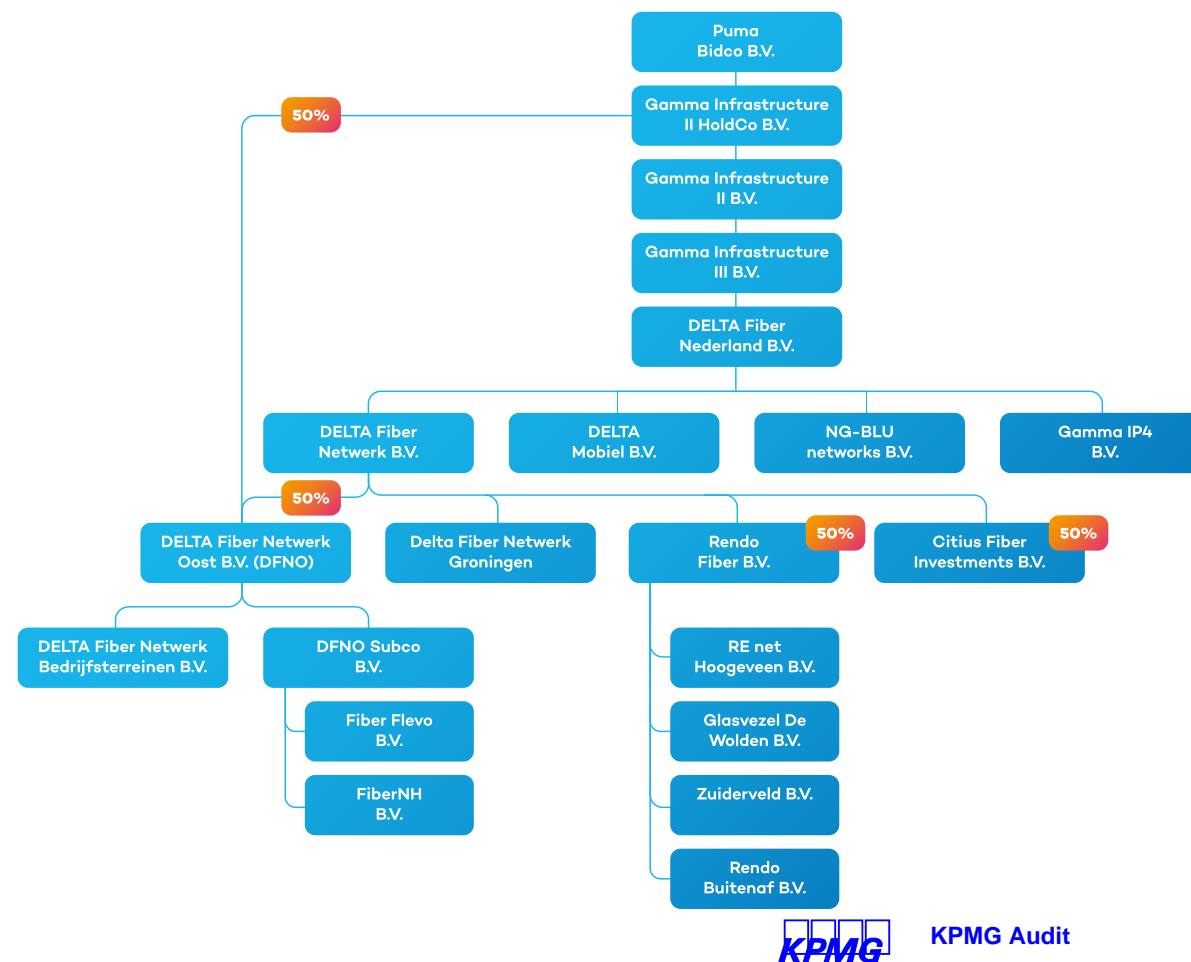 Puma
Bidco B.V.
50%
Gamma Infrastructure
II HoldCo B.V.
Gamma Infrastructure
II B.V.
Gamma Infrastructure
III B.V.
DELTA Fiber
Nederland B.V.
DELTA Fiber
Netwerk B.V.
DELTA
Mobiel B.V.
NG-BLU
networks B.V.
Gamma IP4
B.V.
50%
DELTA Fiber Netwerk
Oost B.V. (DFNO)
Delta Fiber Netwerk
Groningen
Rendo
Fiber B.V.
50%
Citius Fiber
Investments B.V.
50%
DELTA Fiber Netwerk
Bedrijfsterreinen B.V.
DFNO Subco
B.V.
RE net
Hoogeveen B.V.
Fiber Flevo
B.V.
Glasvezel De
Wolden B.V.
FiberNH
B.V.
Zuiderveld B.V.
Rendo
Buitenaf B.V.
KPMG
KPMG Audit